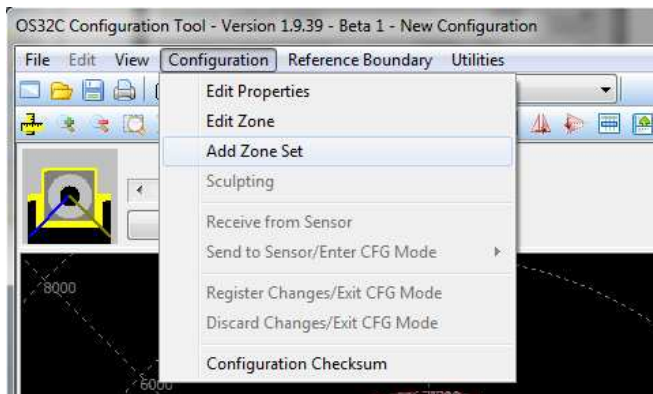 OS32C Configuration Tool - Version 1.9.39 - Beta 1 - New Configuration
File Edit View Configuration Reference Boundary Utilities
Edit Properties
Edit Zone
Add Zone Set
Sculpting
Receive from Sensor
Send to Sensor/Enter CFG Mode
Register Changes/Exit CFG Mode
Discard Changes/Exit CFG Mode
Configuration Checksum
8000
6000